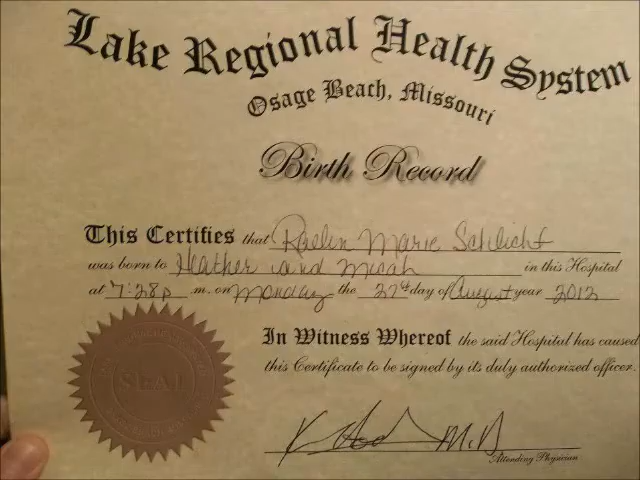 Lake Regional Health System
Osage Beach, Missouri
Birth Record
This Certifies that Raelin Marie Schlicht
was born to Heather and Micah in this Hospital
at 7:28 p .m. on Monday the 27th day of August year 2012
In Witness Whereof the said Hospital has caused
this Certificate to be signed by its duly authorized officer.
SEAL
M.D.
Attending Physician